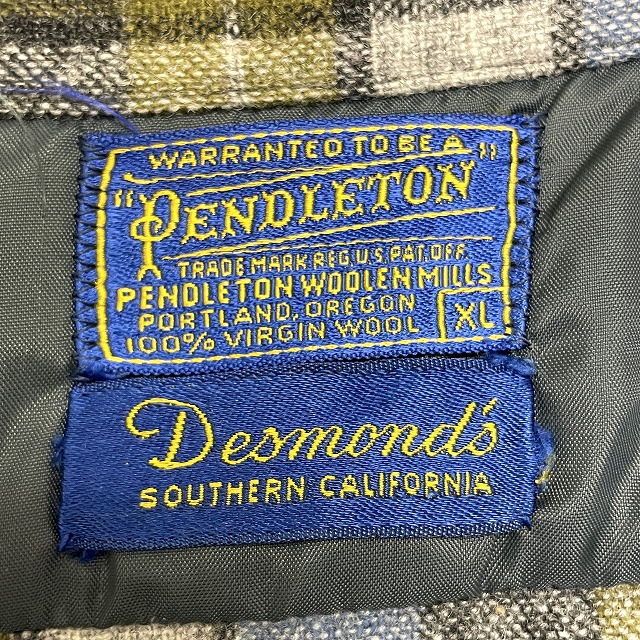 WARRANTED TO BE A
"PENDLETON"
TRADE MARK REG. U.S. PAT. OFF.
PENDLETON WOOLEN MILLS
PORTLAND, OREGON
100% VIRGIN WOOL XL
Desmond's
SOUTHERN CALIFORNIA